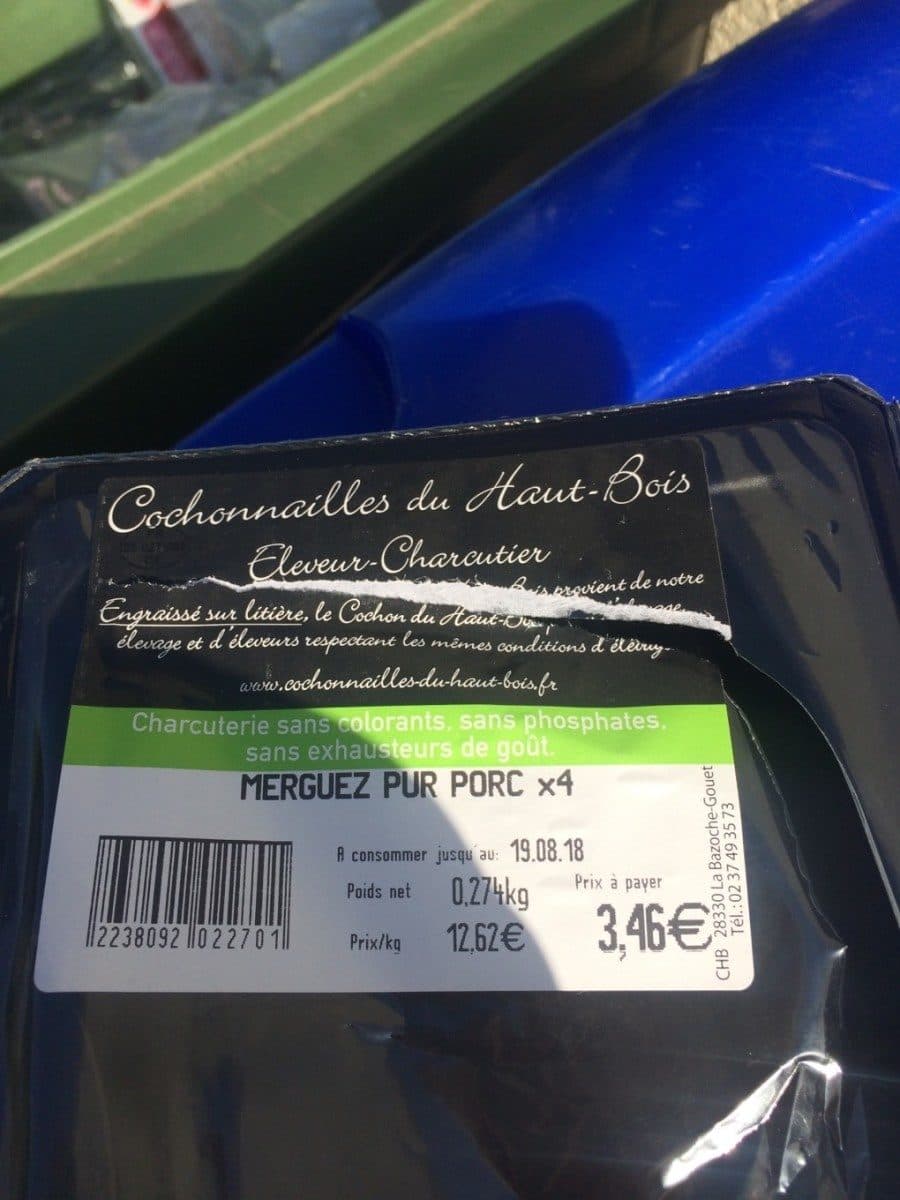 Cochonnailles du Haut-Bois
Eleveur-Charcutier
Engraissé sur litière, le Cochon du Haut- provient de notre
élevage et d'éleveurs respectant les mêmes conditions
www.cochonnailles-du-haut-bois.fr
Charcuterie sans colorants, sans phosphates,
sans exhausteurs de goût.
MERGUEZ PUR PORC x4
A consommer jusqu'au: 19.08.18
Poids net 0,274kg
Prix à payer
Prix/kg 12,62€
3,46€
2238092 022701
CHB 28330 La Bazoche-Gouet
Tél.: 02 37 49 35 73